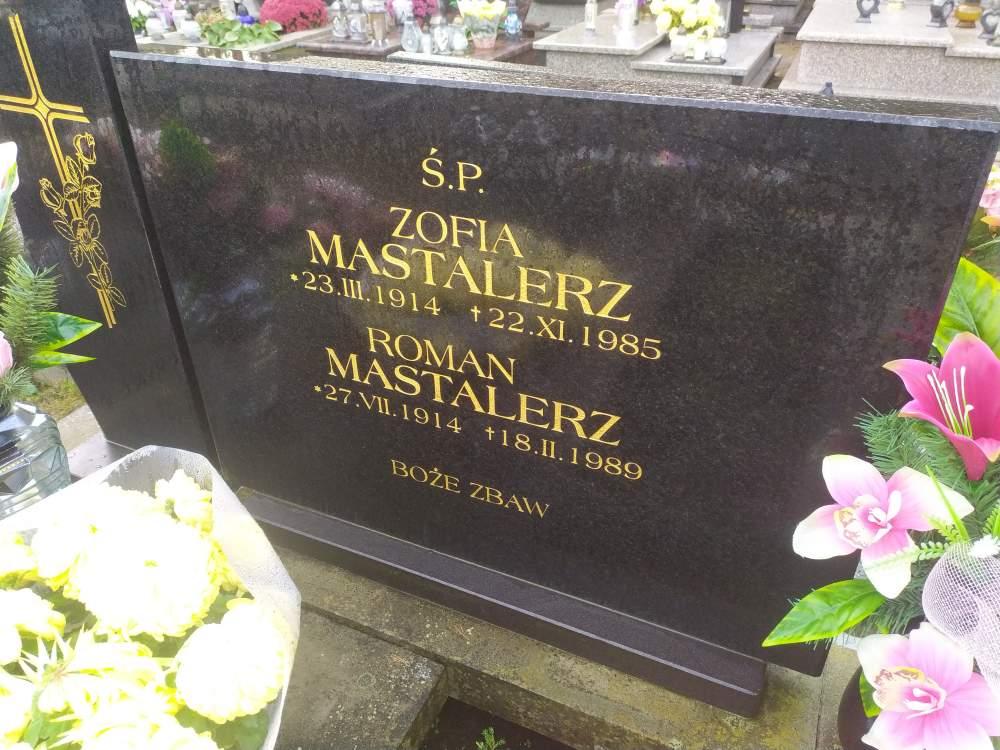 Ś.P.
ZOFIA
MASTALERZ
*23.III.1914 †22.XI.1985
ROMAN
MASTALERZ
*27.VII.1914 †18.II.1989
BOŻE ZBAW